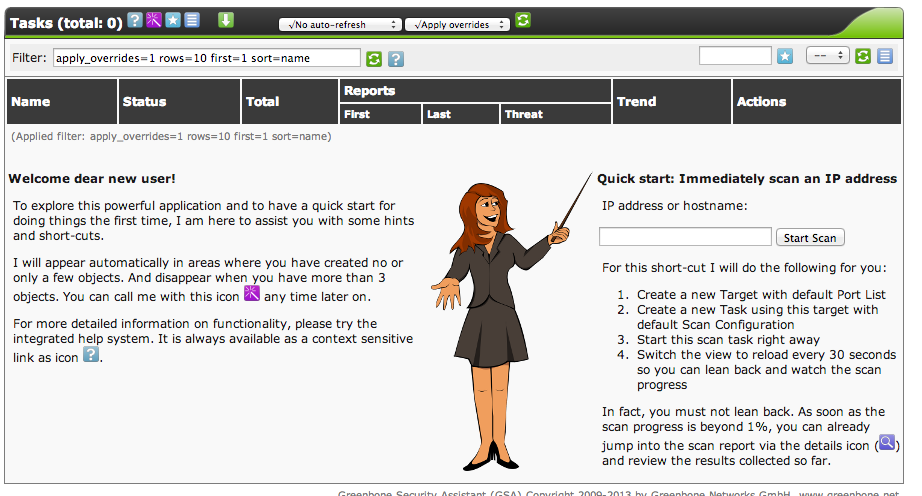 Tasks (total: 0) √No auto-refresh √Apply overrides
Filter: apply_overrides=1 rows=10 first=1 sort=name --
Name Status Total Reports Trend Actions
First Last Threat
(Applied filter: apply_overrides=1 rows=10 first=1 sort=name)
Welcome dear new user!
To explore this powerful application and to have a quick start for
doing things the first time, I am here to assist you with some hints
and short-cuts.
I will appear automatically in areas where you have created no or
only a few objects. And disappear when you have more than 3
objects. You can call me with this icon any time later on.
For more detailed information on functionality, please try the
integrated help system. It is always available as a context sensitive
link as icon ?.
Quick start: Immediately scan an IP address
IP address or hostname:
Start Scan
For this short-cut I will do the following for you:
1. Create a new Target with default Port List
2. Create a new Task using this target with
default Scan Configuration
3. Start this scan task right away
4. Switch the view to reload every 30 seconds
so you can lean back and watch the scan
progress
In fact, you must not lean back. As soon as the
scan progress is beyond 1%, you can already
jump into the scan report via the details icon ( )
and review the results collected so far.
Greenbone Security Assistant (GSA) Copyright 2009-2013 by Greenbone Networks GmbH, www.greenbone.net